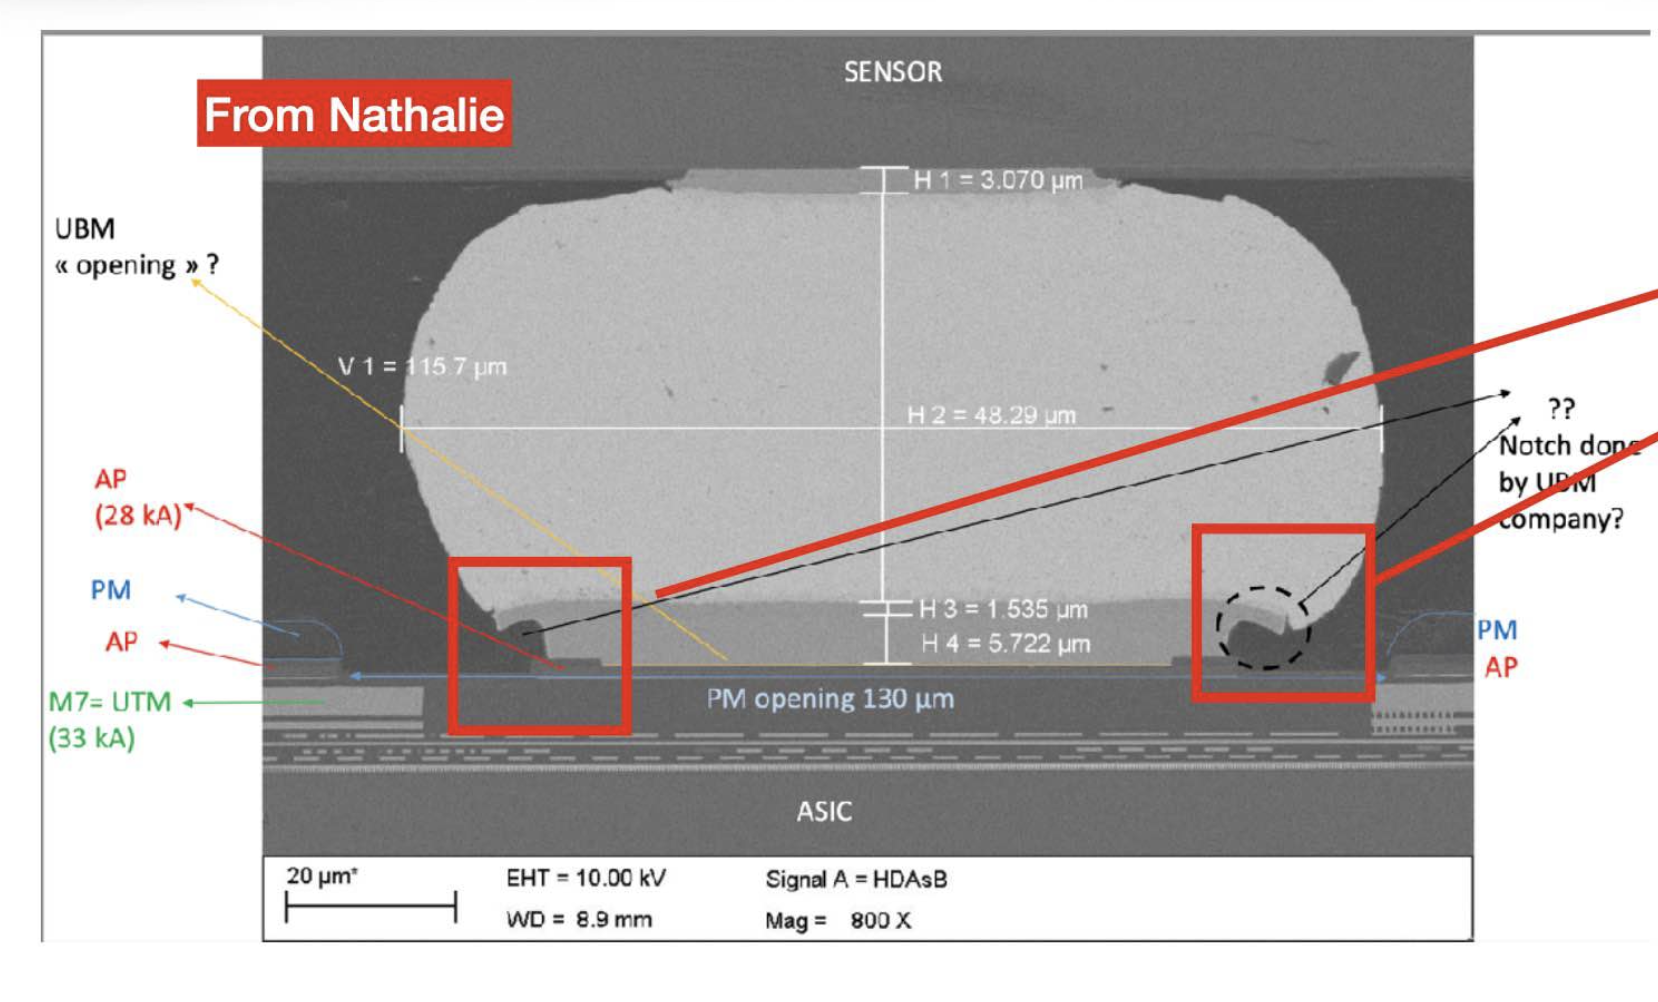 SENSOR
From Nathalie
H 1 = 3.070 µm
UBM
« opening » ?
V 1 = 115.7 µm
H 2 = 48.29 µm
??
Notch done
by UBM
company?
AP
(28 kA)
PM
AP
M7= UTM
(33 kA)
H 3 = 1.535 µm
H 4 = 5.722 µm
PM opening 130 µm
PM
AP
ASIC
20 µm*
EHT = 10.00 kV
Signal A = HDAsB
WD = 8.9 mm
Mag = 800 X